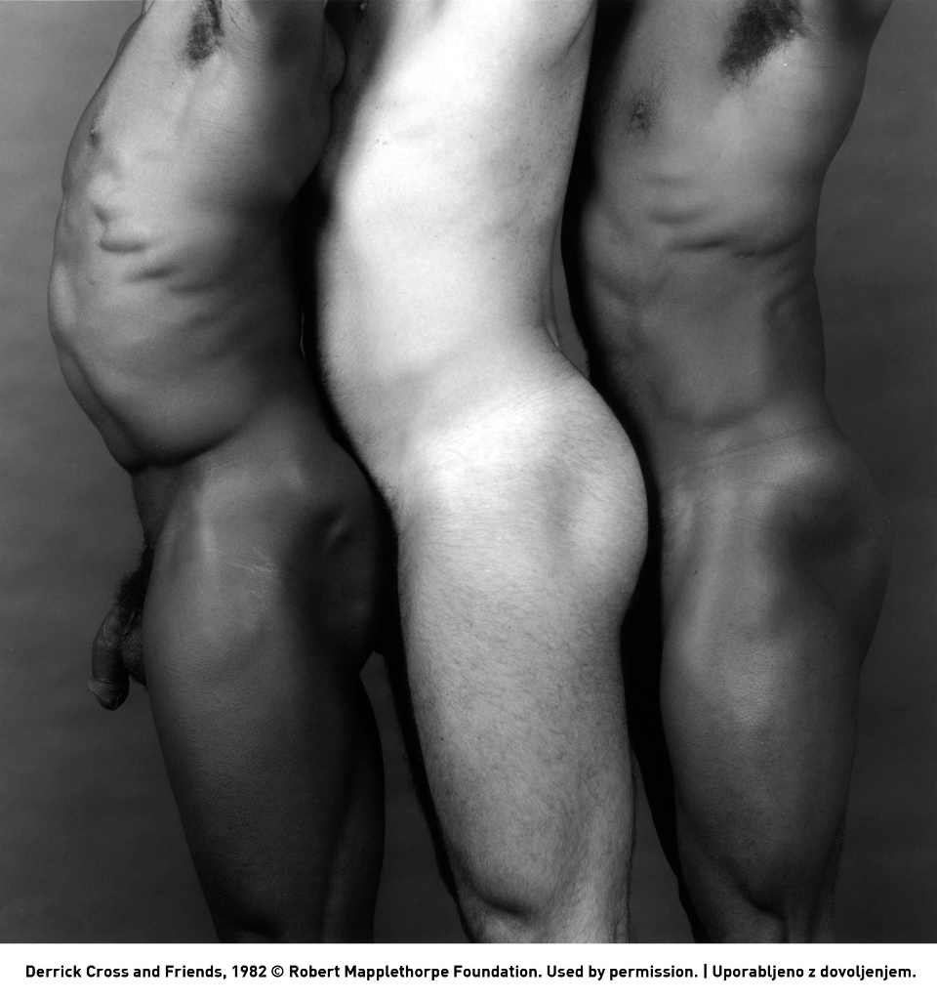 Derrick Cross and Friends, 1982 © Robert Mapplethorpe Foundation. Used by permission. | Uporabljeno z dovoljenjem.